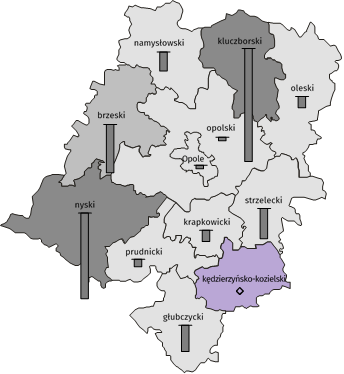 namysłowski
kluczborski
oleski
brzeski
opolski
Opole
nyski
strzelecki
krapkowicki
prudnicki
kędzierzyńsko-kozielski
głubczycki